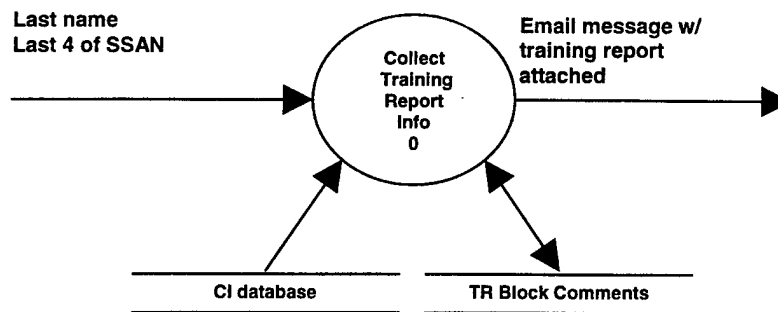 Last name
Last 4 of SSAN
Collect
Training
Report
Info
0
Email message w/
training report
attached
CI database
TR Block Comments